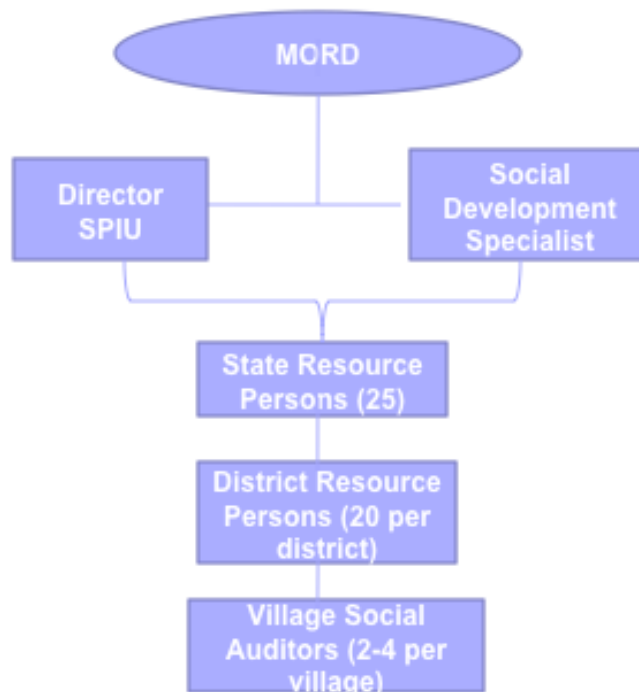 MORD
Director
SPIU
Social
Development
Specialist
State Resource
Persons (25)
District Resource
Persons (20 per
district)
Village Social
Auditors (2-4 per
village)